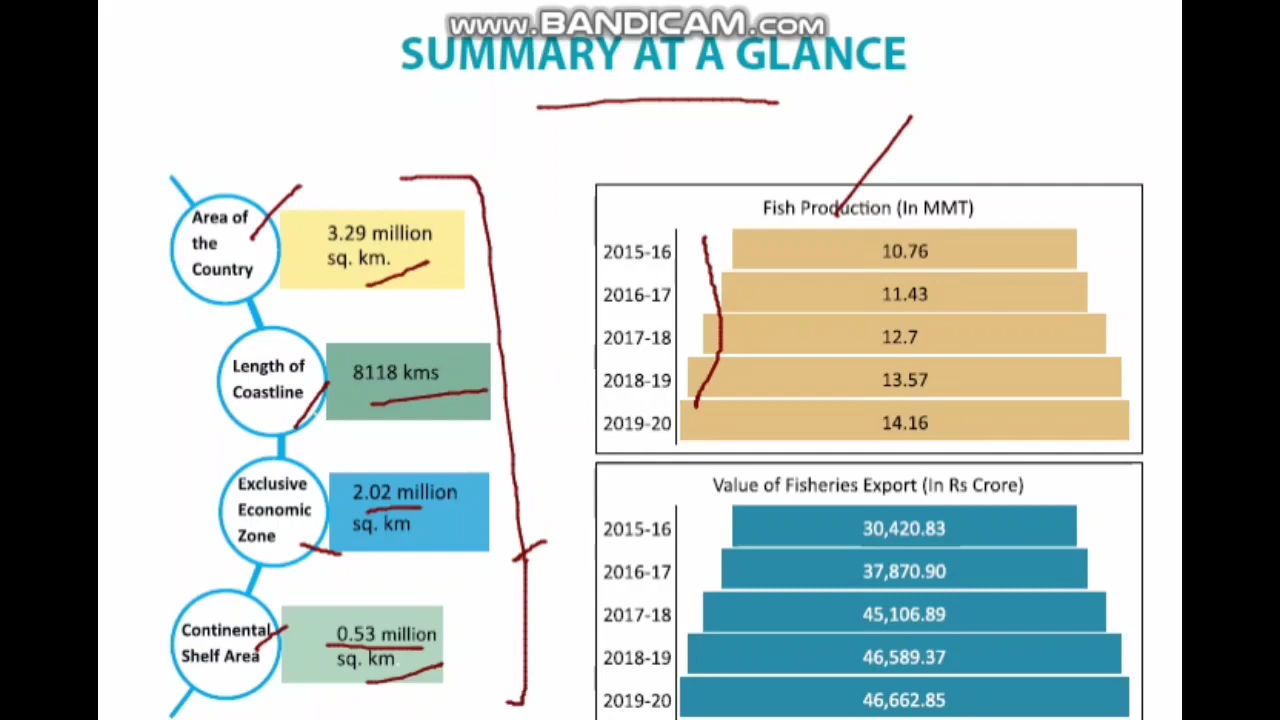 www.BANDICAM.com
SUMMARY AT A GLANCE
Area of
the
Country
3.29 million
sq. km.
Length of
Coastline
8118 kms
Exclusive
Economic
Zone
2.02 million
sq. km
Continental
Shelf Area
0.53 million
sq. km.
Fish Production (In MMT)
2015-16 10.76
2016-17 11.43
2017-18 12.7
2018-19 13.57
2019-20 14.16
Value of Fisheries Export (In Rs Crore)
2015-16 30,420.83
2016-17 37,870.90
2017-18 45,106.89
2018-19 46,589.37
2019-20 46,662.85